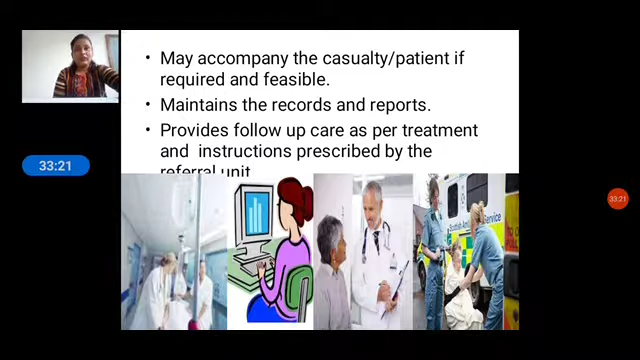 • May accompany the casualty/patient if
required and feasible.
• Maintains the records and reports.
• Provides follow up care as per treatment
and instructions prescribed by the
referral unit
33:21
33:21